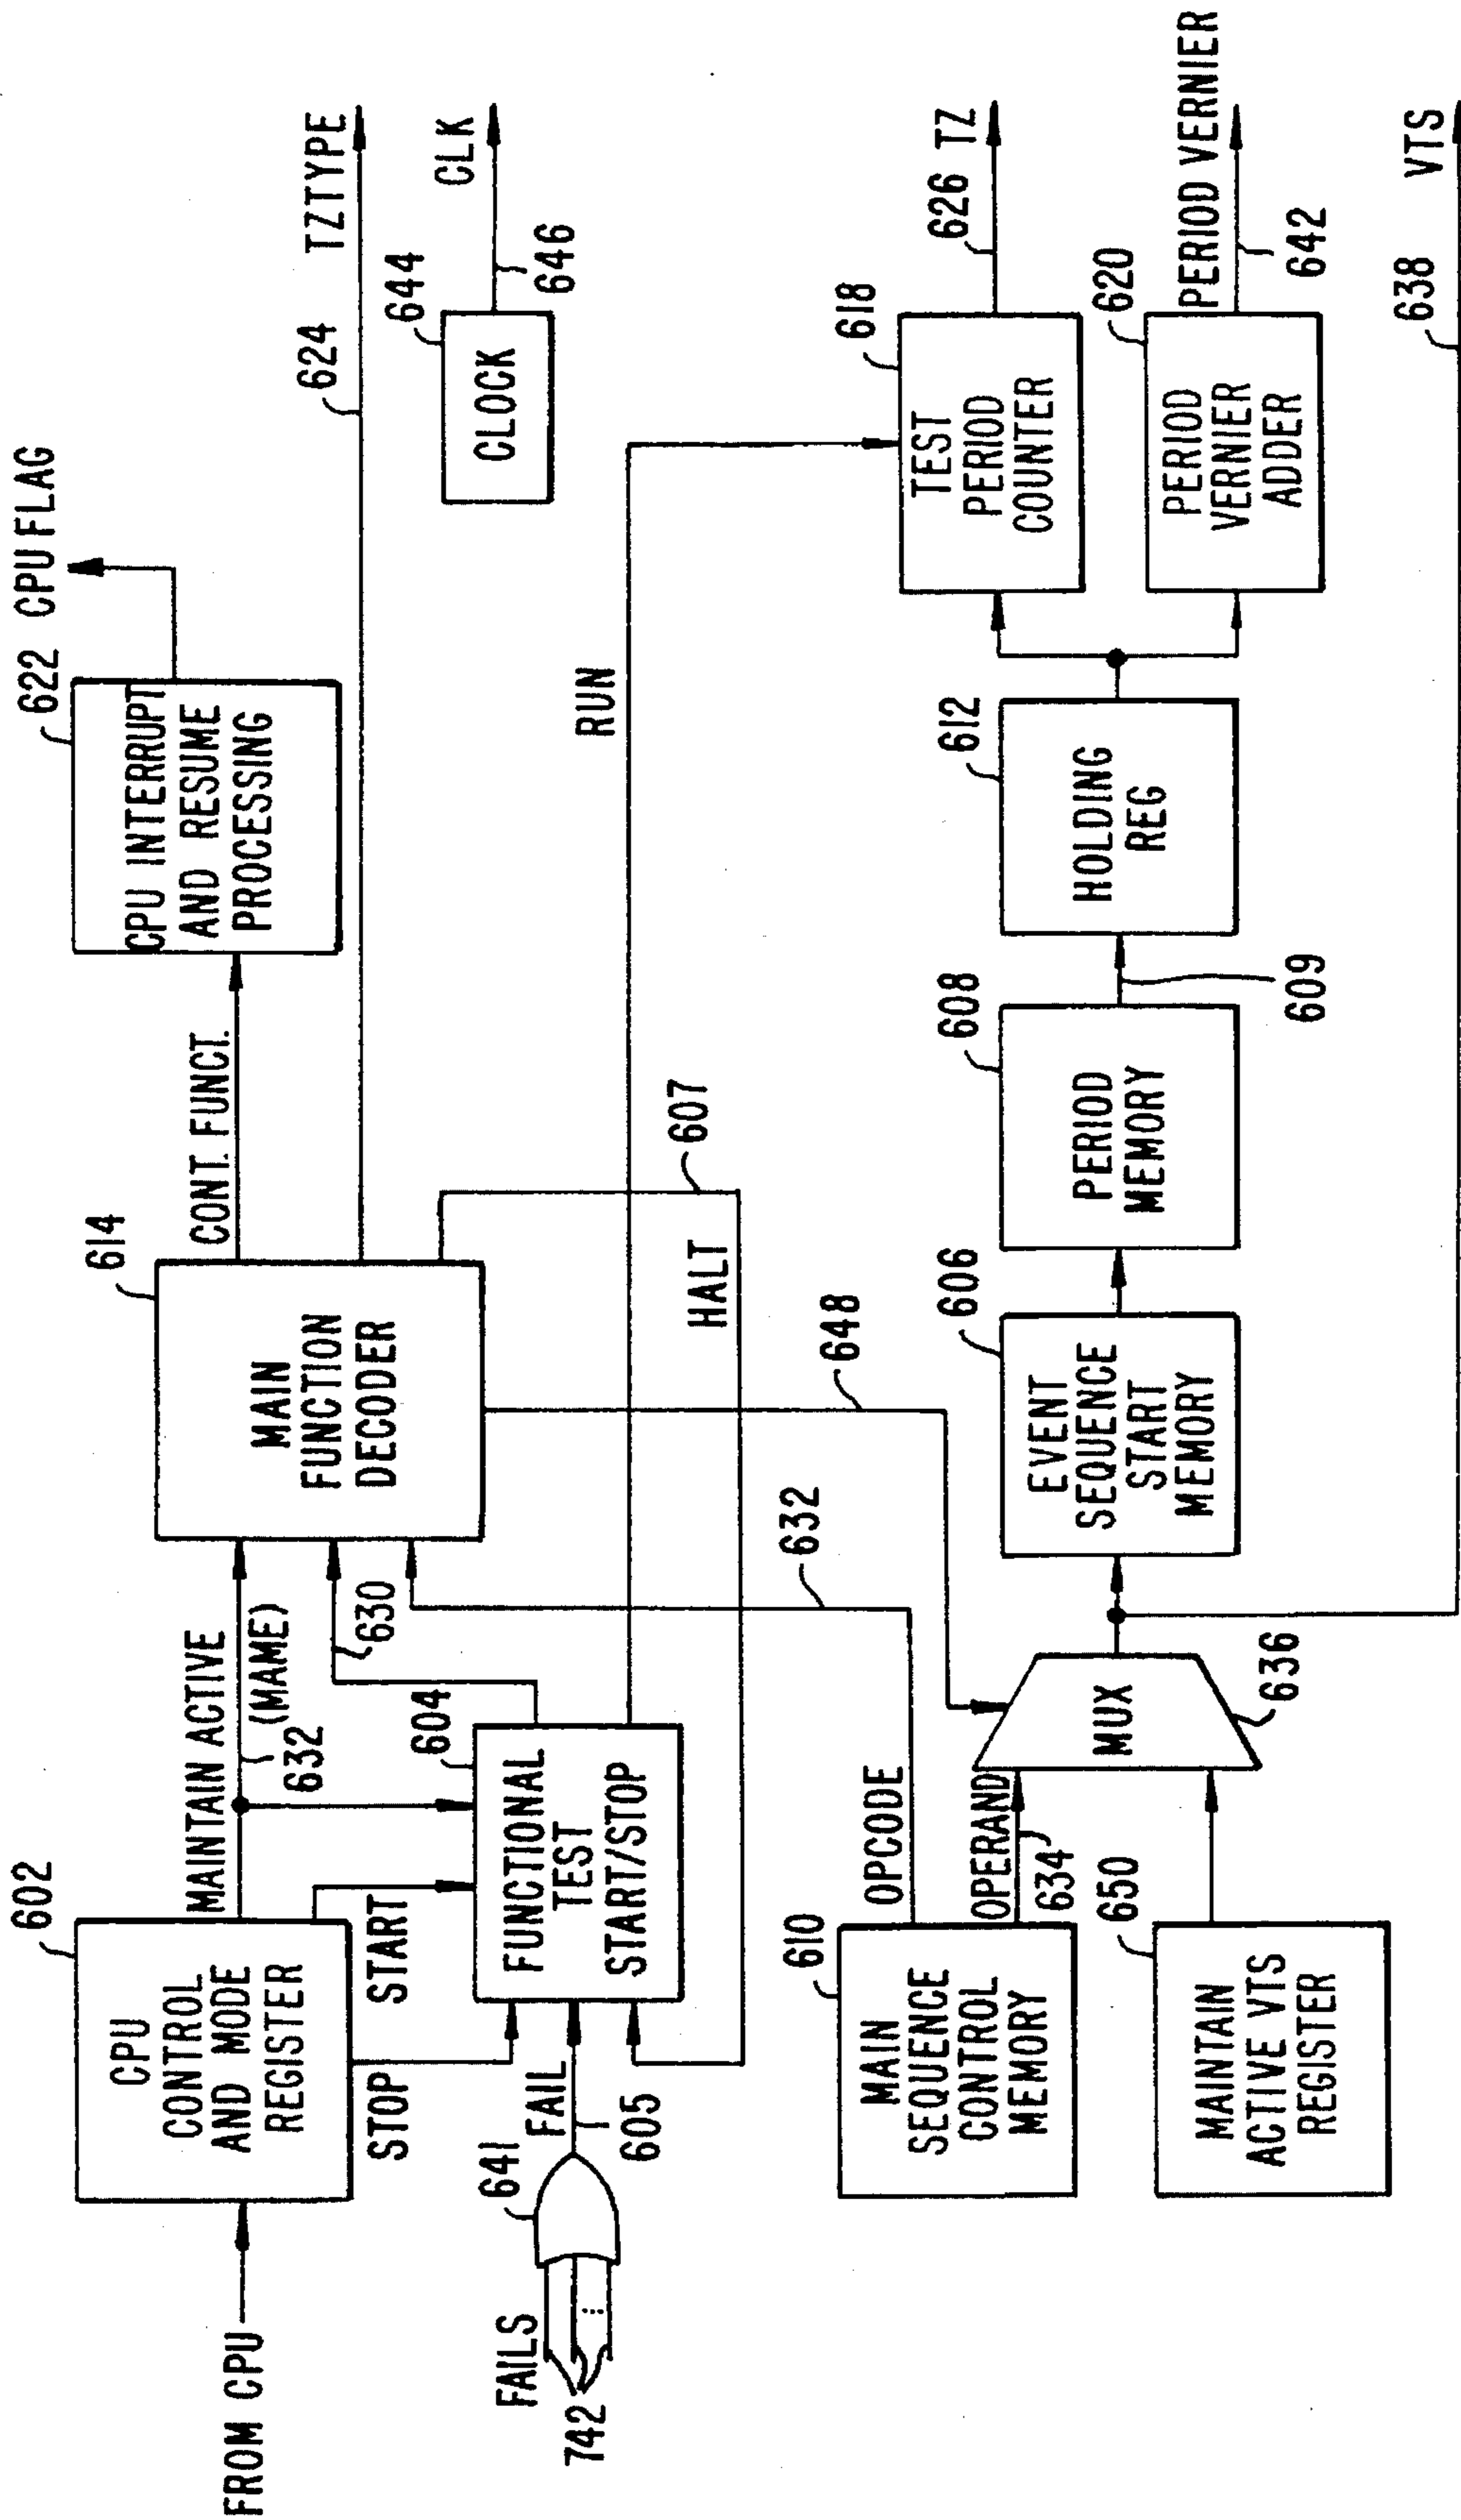 FROM CPU
602
CPU
CONTROL
AND MODE
REGISTER
MAINTAIN ACTIVE
(MAME)
632
START
STOP
614
MAIN
FUNCTION
DECODER
CONT. FUNCT.
622
CPU INTERRUPT
AND RESUME
PROCESSING
CPU FLAG
624
TZTYPE
644
CLOCK
646
CLK
630
604
FUNCTIONAL
TEST
START/STOP
FAILS
742
641
FAIL
605
RUN
HALT
607
648
632
610
MAIN
SEQUENCE
CONTROL
MEMORY
OPCODE
OPERAND
634
650
MAINTAIN
ACTIVE VTS
REGISTER
MUX
636
606
EVENT
SEQUENCE
START
MEMORY
608
PERIOD
MEMORY
609
612
HOLDING
REG
618
TEST
PERIOD
COUNTER
626 TZ
620
PERIOD
VERNIER
ADDER
PERIOD VERNIER
642
638
VTS